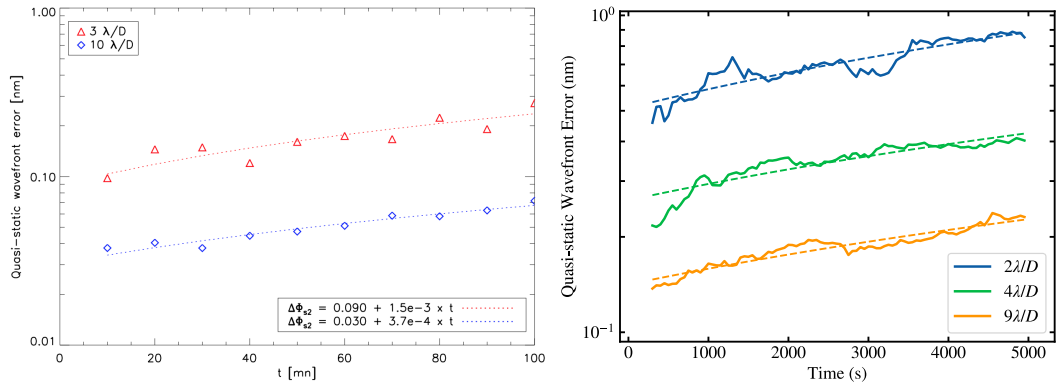 1.00
0.10
0.01
Quasi-static wavefront error [nm]
3 λ/D
10 λ/D
ΔΦs2 = 0.090 + 1.5e-3 x t
ΔΦs2 = 0.030 + 3.7e-4 x t
0 20 40 60 80 100
t [mn]
10⁰
10⁻¹
Quasi-static Wavefront Error (nm)
2λ/D
4λ/D
9λ/D
0 1000 2000 3000 4000 5000
Time (s)